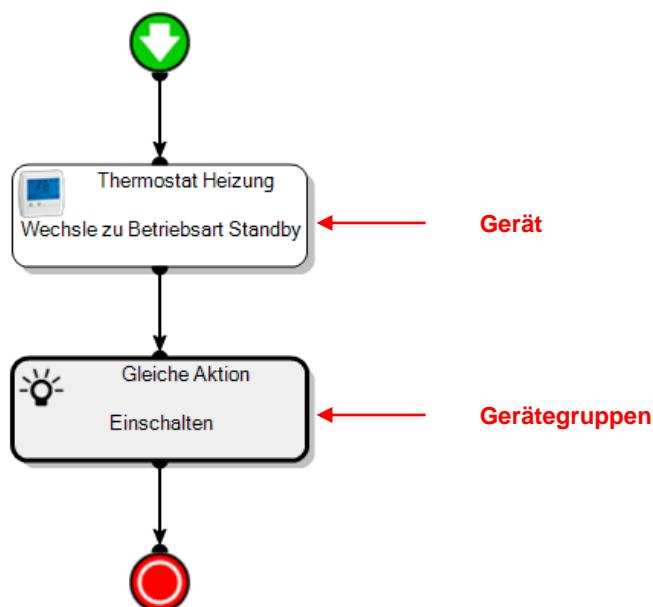 Thermostat Heizung
Wechsle zu Betriebsart Standby
Gerät
Gleiche Aktion
Einschalten
Gerätegruppen